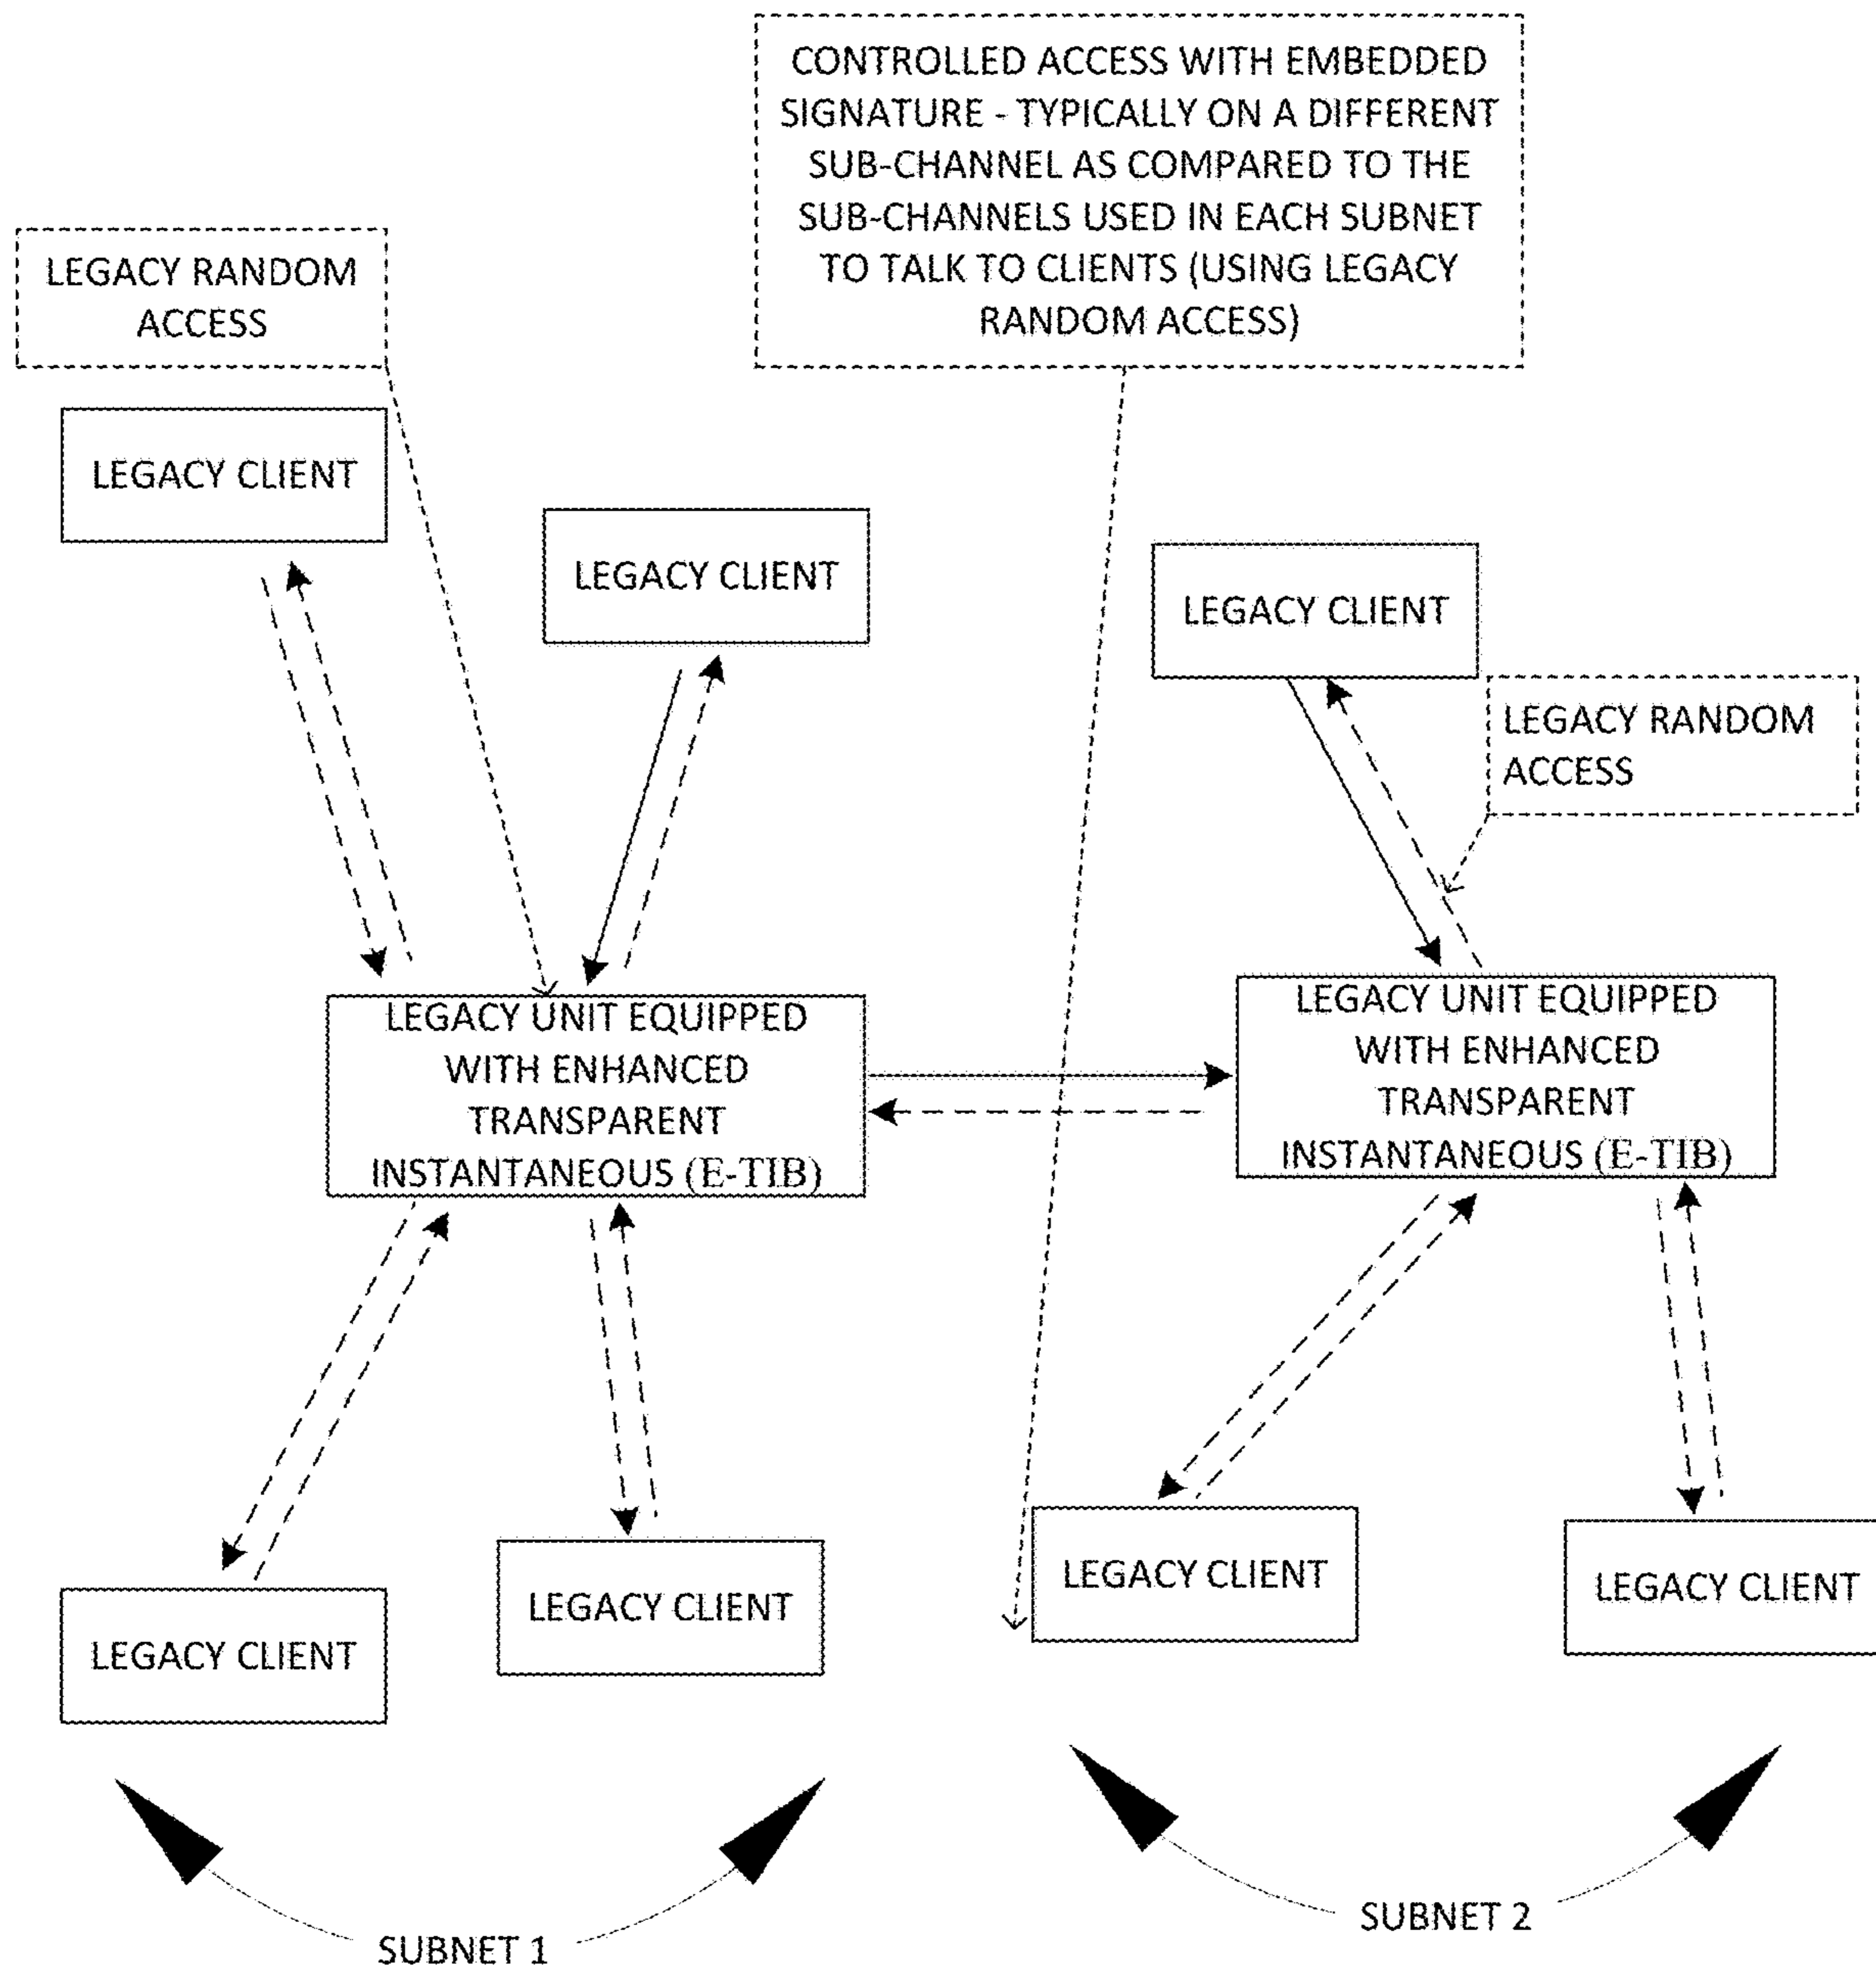 CONTROLLED ACCESS WITH EMBEDDED
SIGNATURE - TYPICALLY ON A DIFFERENT
SUB-CHANNEL AS COMPARED TO THE
SUB-CHANNELS USED IN EACH SUBNET
TO TALK TO CLIENTS (USING LEGACY
RANDOM ACCESS)
LEGACY RANDOM
ACCESS
LEGACY CLIENT
LEGACY CLIENT
LEGACY CLIENT
LEGACY RANDOM
ACCESS
LEGACY UNIT EQUIPPED
WITH ENHANCED
TRANSPARENT
INSTANTANEOUS (E-TIB)
LEGACY UNIT EQUIPPED
WITH ENHANCED
TRANSPARENT
INSTANTANEOUS (E-TIB)
LEGACY CLIENT
LEGACY CLIENT
LEGACY CLIENT
LEGACY CLIENT
SUBNET 1
SUBNET 2